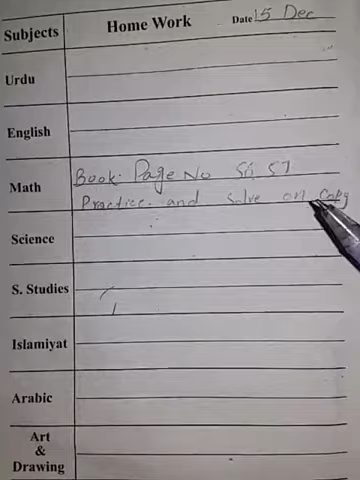 Subjects Home Work Date 15 Dec
Urdu
English
Math Book Page No 56, 57
Practice and solve on Copy
Science
S. Studies
Islamiyat
Arabic
Art
&
Drawing